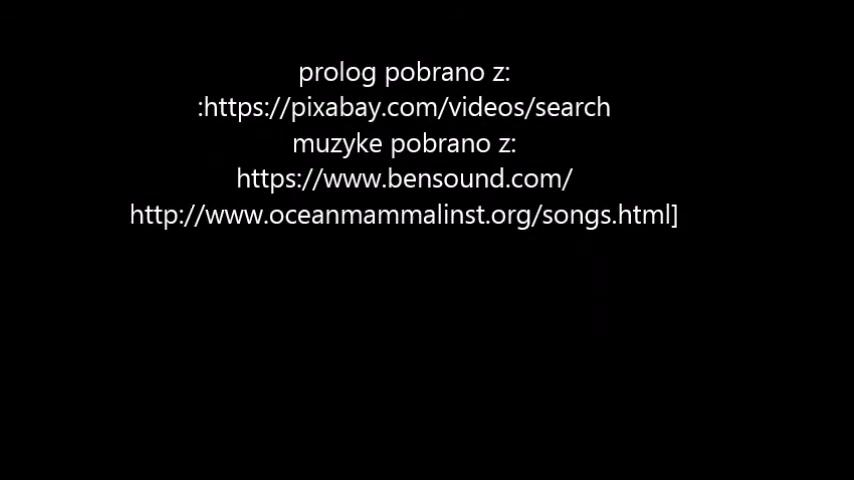 prolog pobrano z:
:https://pixabay.com/videos/search
muzyke pobrano z:
https://www.bensound.com/
http://www.oceanmammalinst.org/songs.html]